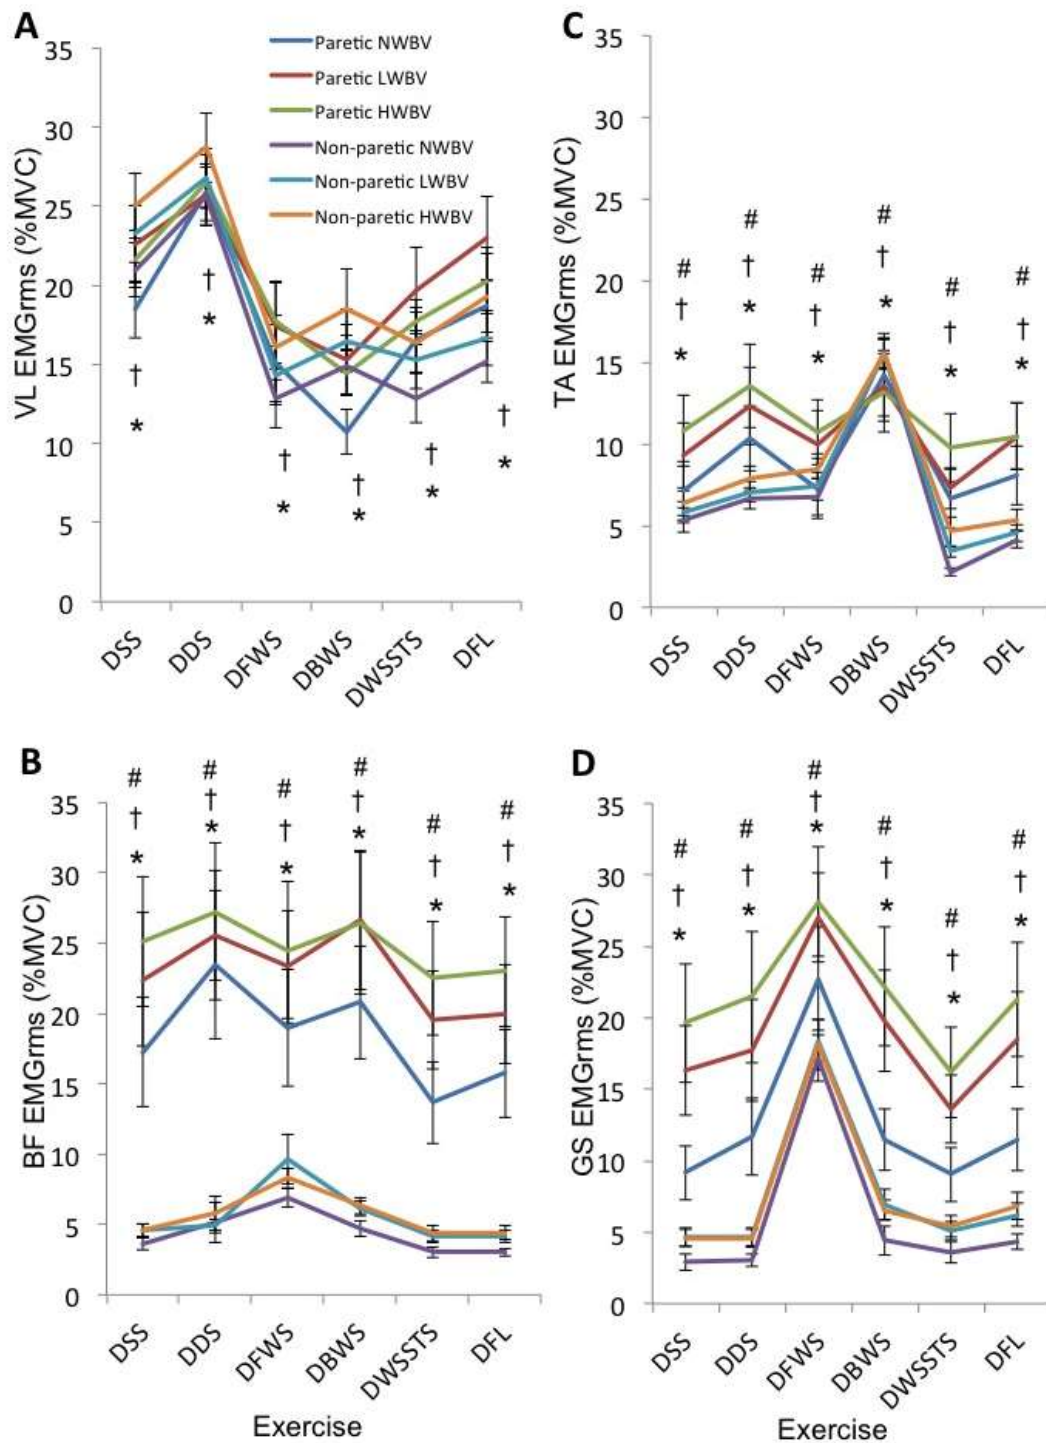 A
35
30
25
20
15
10
5
0
VL EMGrms (%MVC)
Paretic NWBV
Paretic LWBV
Paretic HWBV
Non-paretic NWBV
Non-paretic LWBV
Non-paretic HWBV
†
*
†
*
†
*
†
*
†
*
†
*
DSS
DDS
DFWS
DBWS
DWSSTS
DFL
C
35
30
25
20
15
10
5
0
TA EMGrms (%MVC)
#
†
*
#
†
*
#
†
*
#
†
*
#
†
*
#
†
*
DSS
DDS
DFWS
DBWS
DWSSTS
DFL
B
35
30
25
20
15
10
5
0
BF EMGrms (%MVC)
#
†
*
#
†
*
#
†
*
#
†
*
#
†
*
#
†
*
DSS
DDS
DFWS
DBWS
DWSSTS
DFL
Exercise
D
35
30
25
20
15
10
5
0
GS EMGrms (%MVC)
#
†
*
#
†
*
#
†
*
#
†
*
#
†
*
#
†
*
DSS
DDS
DFWS
DBWS
DWSSTS
DFL
Exercise